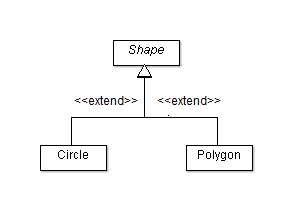 Shape
<<extend>> <<extend>>
Circle Polygon